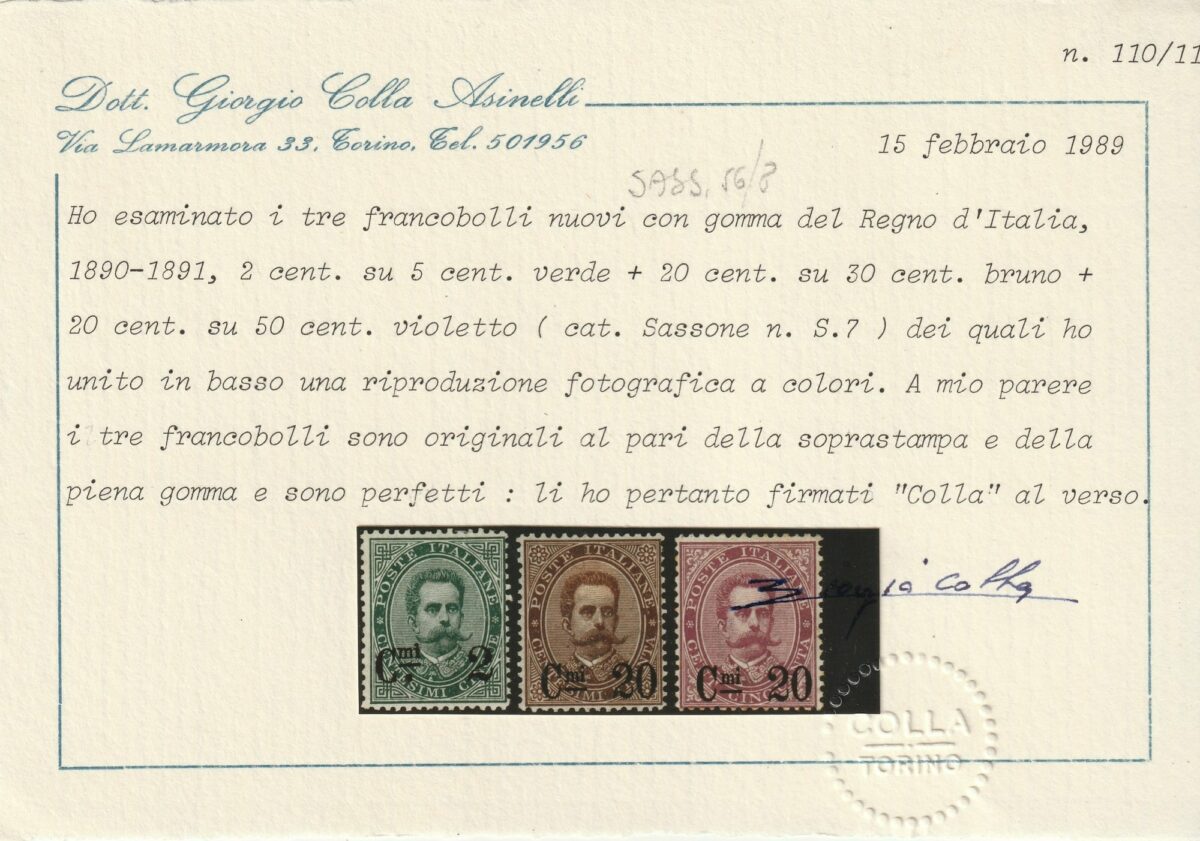 n. 110/11
Dott. Giorgio Colla Asinelli
Via Lamarmora 33, Torino, Tel. 501956
15 febbraio 1989
SASS. 56/8
Ho esaminato i tre francobolli nuovi con gomma del Regno d'Italia,
1890-1891, 2 cent. su 5 cent. verde + 20 cent. su 30 cent. bruno +
20 cent. su 50 cent. violetto ( cat. Sassone n. S.7 ) dei quali ho
unito in basso una riproduzione fotografica a colori. A mio parere
i tre francobolli sono originali al pari della soprastampa e della
piena gomma e sono perfetti : li ho pertanto firmati "Colla" al verso.
POSTE ITALIANE
Cmi. 2
POSTE ITALIANE
Cmi 20
POSTE ITALIANE
Cmi 20
Giorgio Colla
COLLA
TORINO